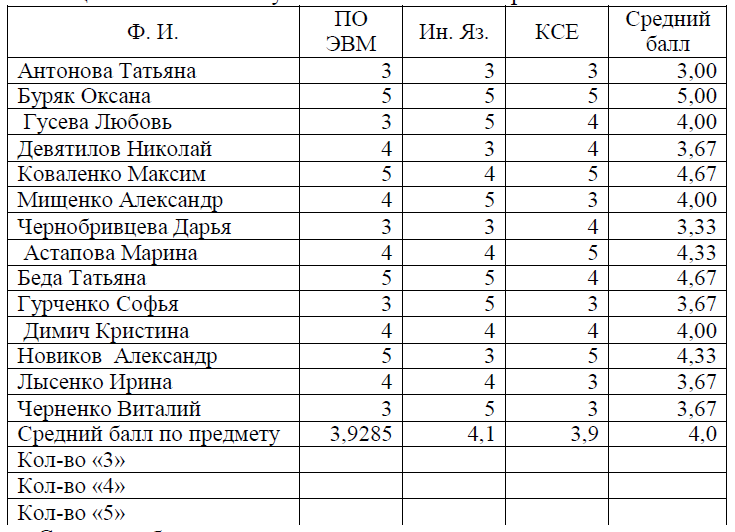 Ф. И. ПО ЭВМ Ин. Яз. КСЕ Средний балл
Антонова Татьяна 3 3 3 3,00
Буряк Оксана 5 5 5 5,00
Гусева Любовь 3 5 4 4,00
Девятилов Николай 4 3 4 3,67
Коваленко Максим 5 4 5 4,67
Мищенко Александр 4 5 3 4,00
Чернобривцева Дарья 3 3 4 3,33
Астапова Марина 4 4 5 4,33
Беда Татьяна 5 5 4 4,67
Гурченко Софья 3 5 3 3,67
Димич Кристина 4 4 4 4,00
Новиков Александр 5 3 5 4,33
Лысенко Ирина 4 4 3 3,67
Черненко Виталий 3 5 3 3,67
Средний балл по предмету 3,9285 4,1 3,9 4,0
Кол-во «3»
Кол-во «4»
Кол-во «5»